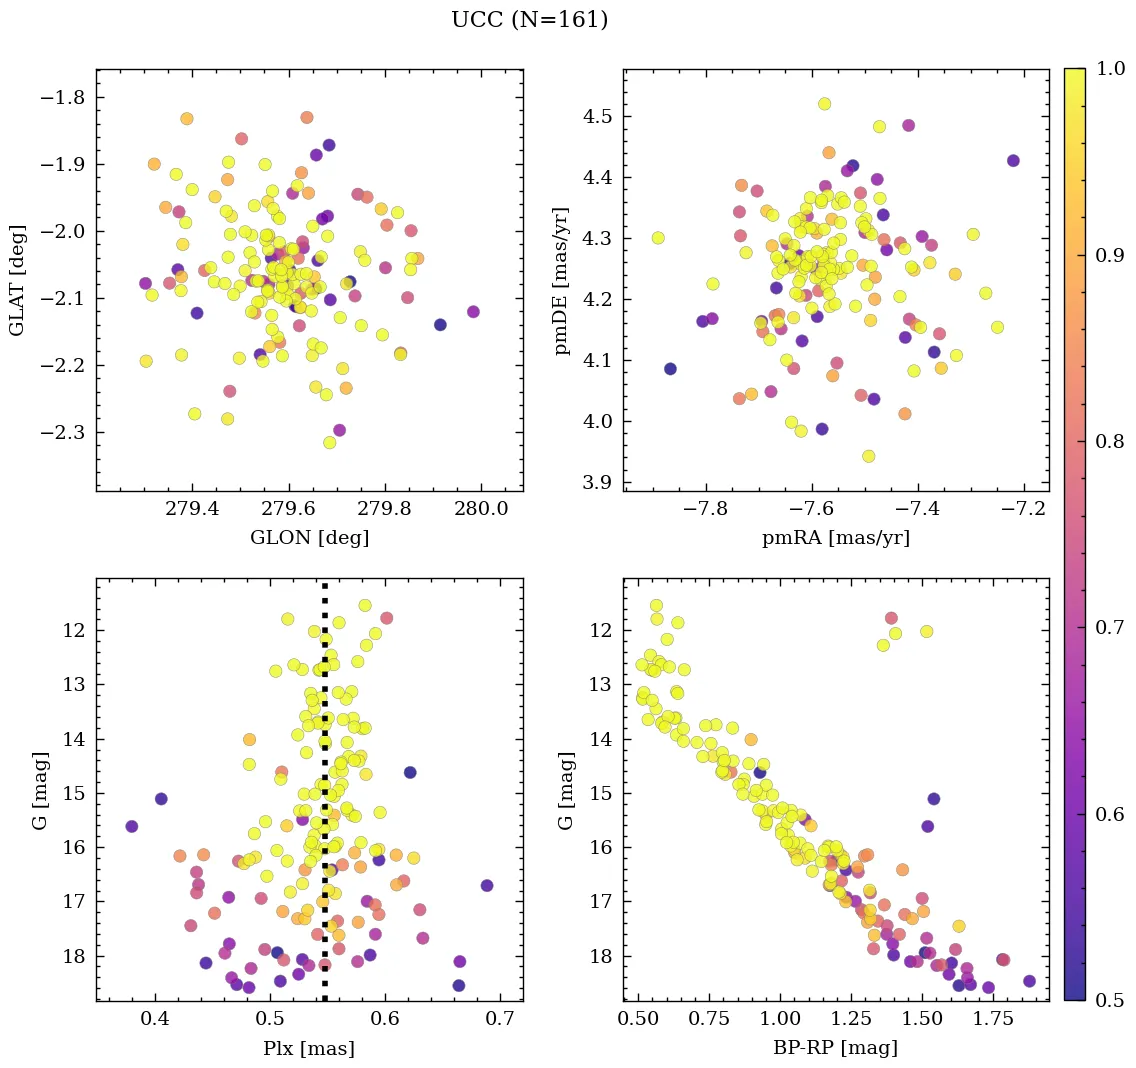 UCC (N=161)
−1.8
−1.9
−2.0
−2.1
−2.2
−2.3
GLAT [deg]
279.4 279.6 279.8 280.0
GLON [deg]
4.5
4.4
4.3
4.2
4.1
4.0
3.9
pmDE [mas/yr]
−7.8 −7.6 −7.4 −7.2
pmRA [mas/yr]
12
13
14
15
16
17
18
G [mag]
0.4 0.5 0.6 0.7
Plx [mas]
12
13
14
15
16
17
18
G [mag]
0.50 0.75 1.00 1.25 1.50 1.75
BP-RP [mag]
1.0
0.9
0.8
0.7
0.6
0.5